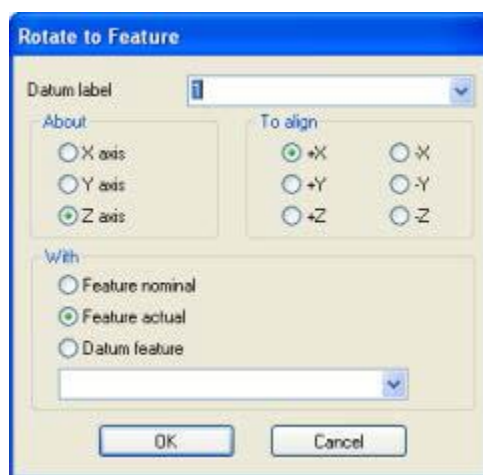 Rotate to Feature
Datum label 1
About
X axis
Y axis
Z axis
To align
+X -X
+Y -Y
+Z -Z
With
Feature nominal
Feature actual
Datum feature
OK Cancel